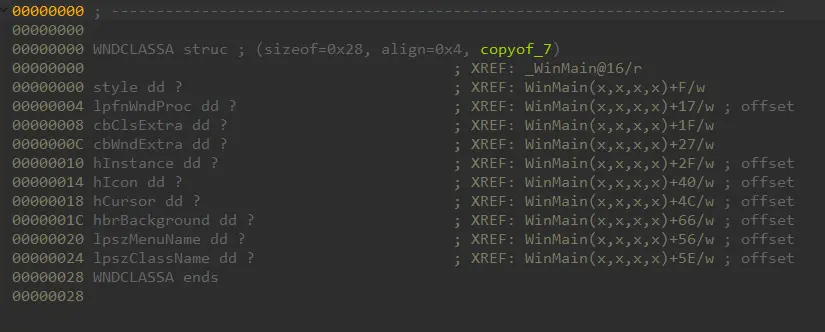 00000000 ; ---------------------------------------------------------------------------
00000000
00000000 WNDCLASSA struc ; (sizeof=0x28, align=0x4, copyof_7)
00000000 ; XREF: _WinMain@16/r
00000000 style dd ? ; XREF: WinMain(x,x,x,x)+F/w
00000004 lpfnWndProc dd ? ; XREF: WinMain(x,x,x,x)+17/w ; offset
00000008 cbClsExtra dd ? ; XREF: WinMain(x,x,x,x)+1F/w
0000000C cbWndExtra dd ? ; XREF: WinMain(x,x,x,x)+27/w
00000010 hInstance dd ? ; XREF: WinMain(x,x,x,x)+2F/w ; offset
00000014 hIcon dd ? ; XREF: WinMain(x,x,x,x)+40/w ; offset
00000018 hCursor dd ? ; XREF: WinMain(x,x,x,x)+4C/w ; offset
0000001C hbrBackground dd ? ; XREF: WinMain(x,x,x,x)+66/w ; offset
00000020 lpszMenuName dd ? ; XREF: WinMain(x,x,x,x)+56/w ; offset
00000024 lpszClassName dd ? ; XREF: WinMain(x,x,x,x)+5E/w ; offset
00000028 WNDCLASSA ends
00000028